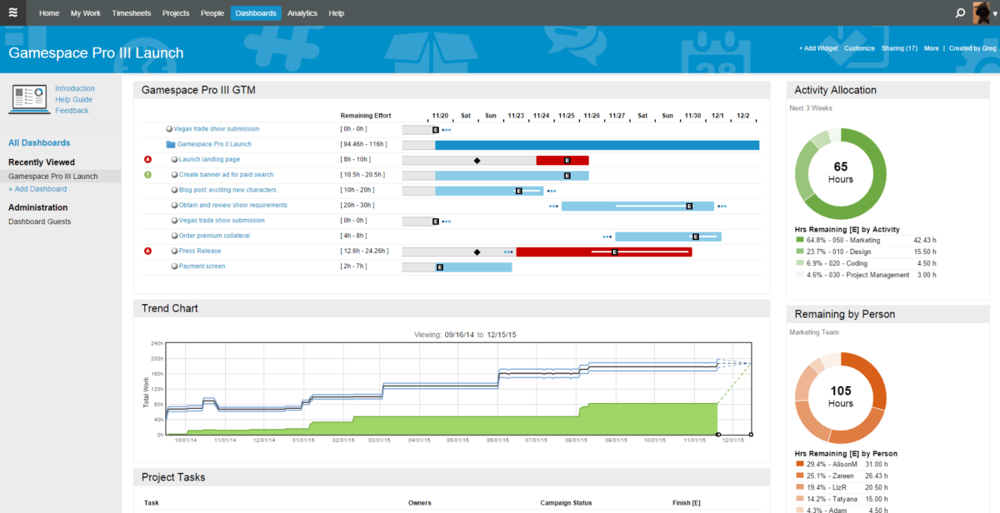 Home My Work Timesheets Projects People Dashboards Analytics Help
Gamespace Pro III Launch
+ Add Widget Customize Sharing (17) More | Created by Greg
28
Introduction
Help Guide
Feedback
All Dashboards
Recently Viewed
Gamespace Pro III Launch
+ Add Dashboard
Administration
Dashboard Guests
Gamespace Pro III GTM
Remaining Effort 11/20 Sat Sun 11/23 11/24 11/25 11/26 11/27 Sat Sun 11/30 12/1 12/2
Vegas trade show submission [ 0h - 0h ] E
Gamespace Pro II Launch [ 94.46h - 116h ]
Launch landing page [ 8h - 10h ] E
Create banner ad for paid search [ 10.5h - 20.5h ] E
Blog post: exciting new characters [ 10h - 20h ] E
Obtain and review show requirements [ 20h - 30h ] E
Vegas trade show submission [ 0h - 0h ] E
Order premium collateral [ 4h - 8h ] E
Press Release [ 12.6h - 24.26h ] E
Payment screen [ 2h - 7h ] E
Trend Chart
Viewing: 09/16/14 to 12/15/15
Total Work
240h
200h
160h
120h
80h
40h
0h
10/01/14 11/01/14 12/01/14 01/01/15 02/01/15 03/01/15 04/01/15 05/01/15 06/01/15 07/01/15 08/01/15 09/01/15 10/01/15 11/01/15 12/01/15
Project Tasks
Task Owners Campaign Status Finish [E]
Activity Allocation
Next 3 Weeks
65
Hours
Hrs Remaining [E] by Activity
64.8% - 050 - Marketing 42.43 h
23.7% - 010 - Design 15.50 h
6.9% - 020 - Coding 4.50 h
4.6% - 030 - Project Management 3.00 h
Remaining by Person
Marketing Team
105
Hours
Hrs Remaining [E] by Person
29.4% - AlisonM 31.00 h
25.1% - Zareen 26.43 h
19.4% - LizR 20.50 h
14.2% - Tatyana 15.00 h
4.3% - Adam 4.50 h